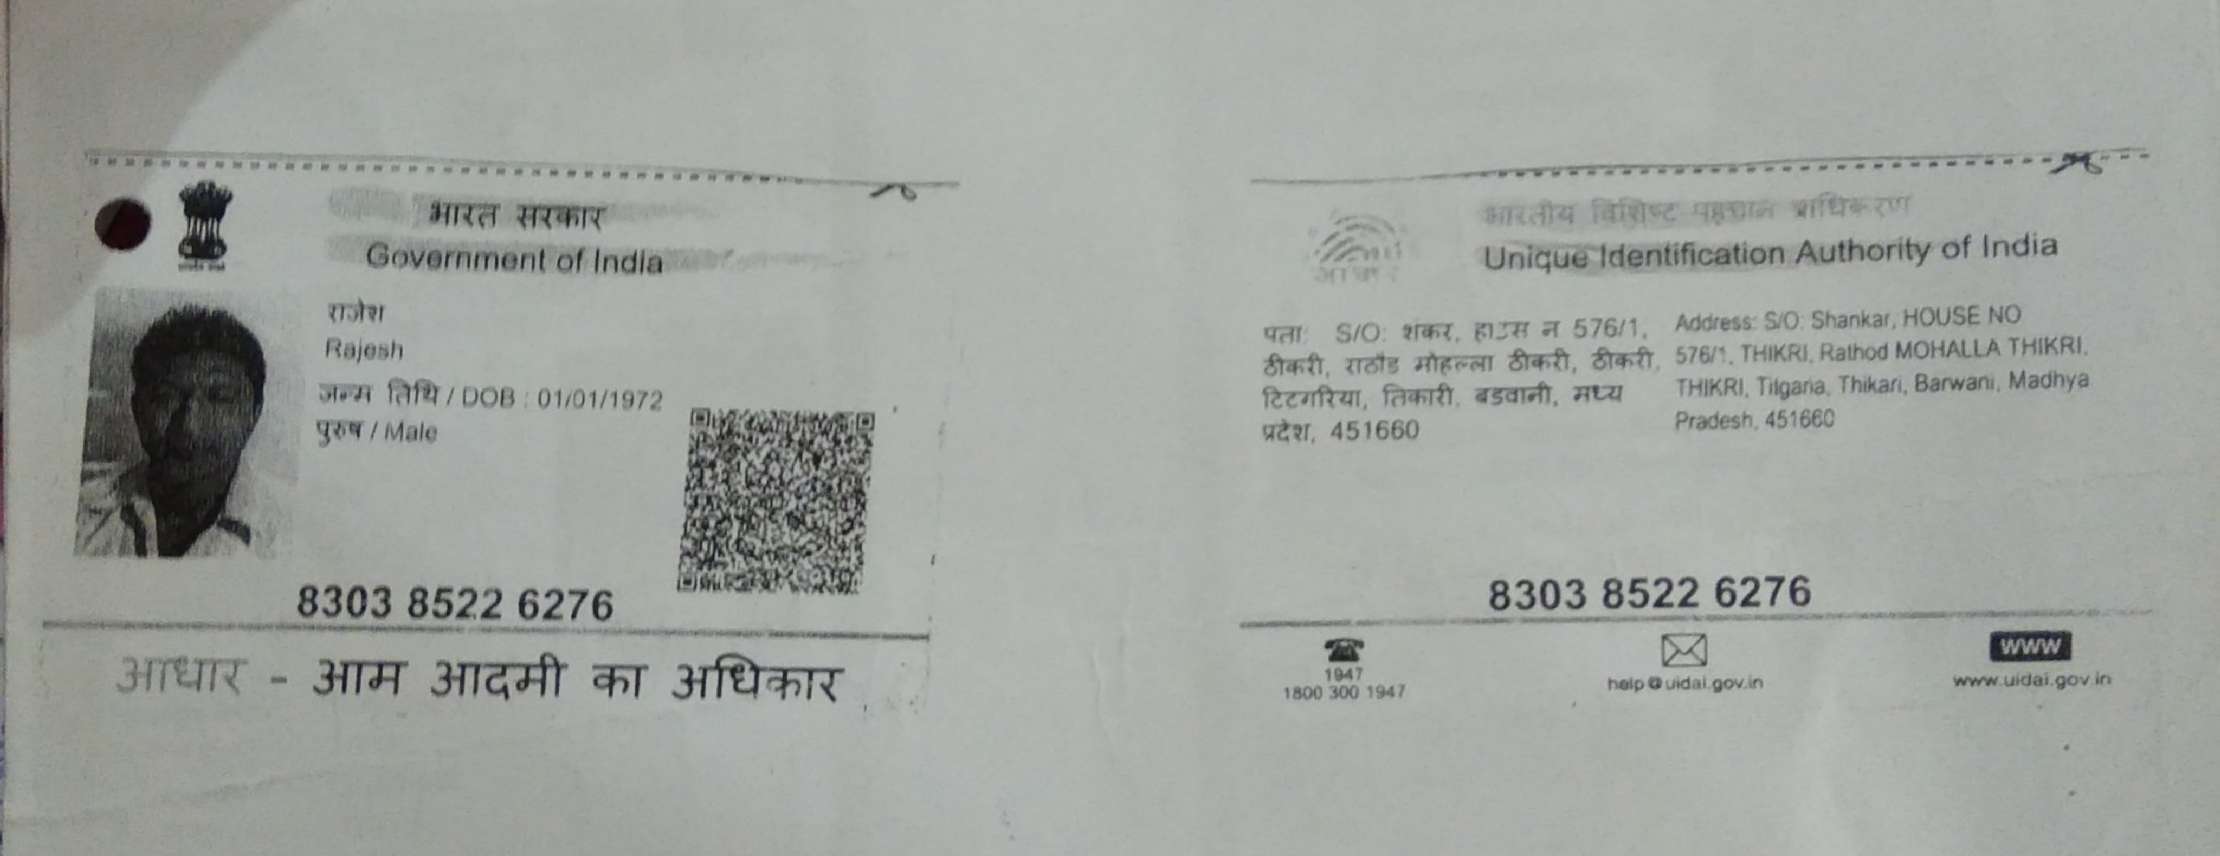 भारत सरकार
Government of India
राजेश
Rajesh
जन्म तिथि / DOB : 01/01/1972
पुरुष / Male
8303 8522 6276
आधार - आम आदमी का अधिकार
भारतीय विशिष्ट पहचान प्राधिकरण
Unique Identification Authority of India
आधार
पता: S/O: शंकर, हाउस न 576/1,
ठीकरी, राठौड मोहल्ला ठीकरी, ठीकरी,
टिटगरिया, तिकारी, बडवानी, मध्य
प्रदेश, 451660
Address: S/O: Shankar, HOUSE NO
576/1, THIKRI, Rathod MOHALLA THIKRI,
THIKRI, Titgaria, Thikari, Barwani, Madhya
Pradesh, 451660
8303 8522 6276
1947
1800 300 1947
help@uidai.gov.in
www
www.uidai.gov.in